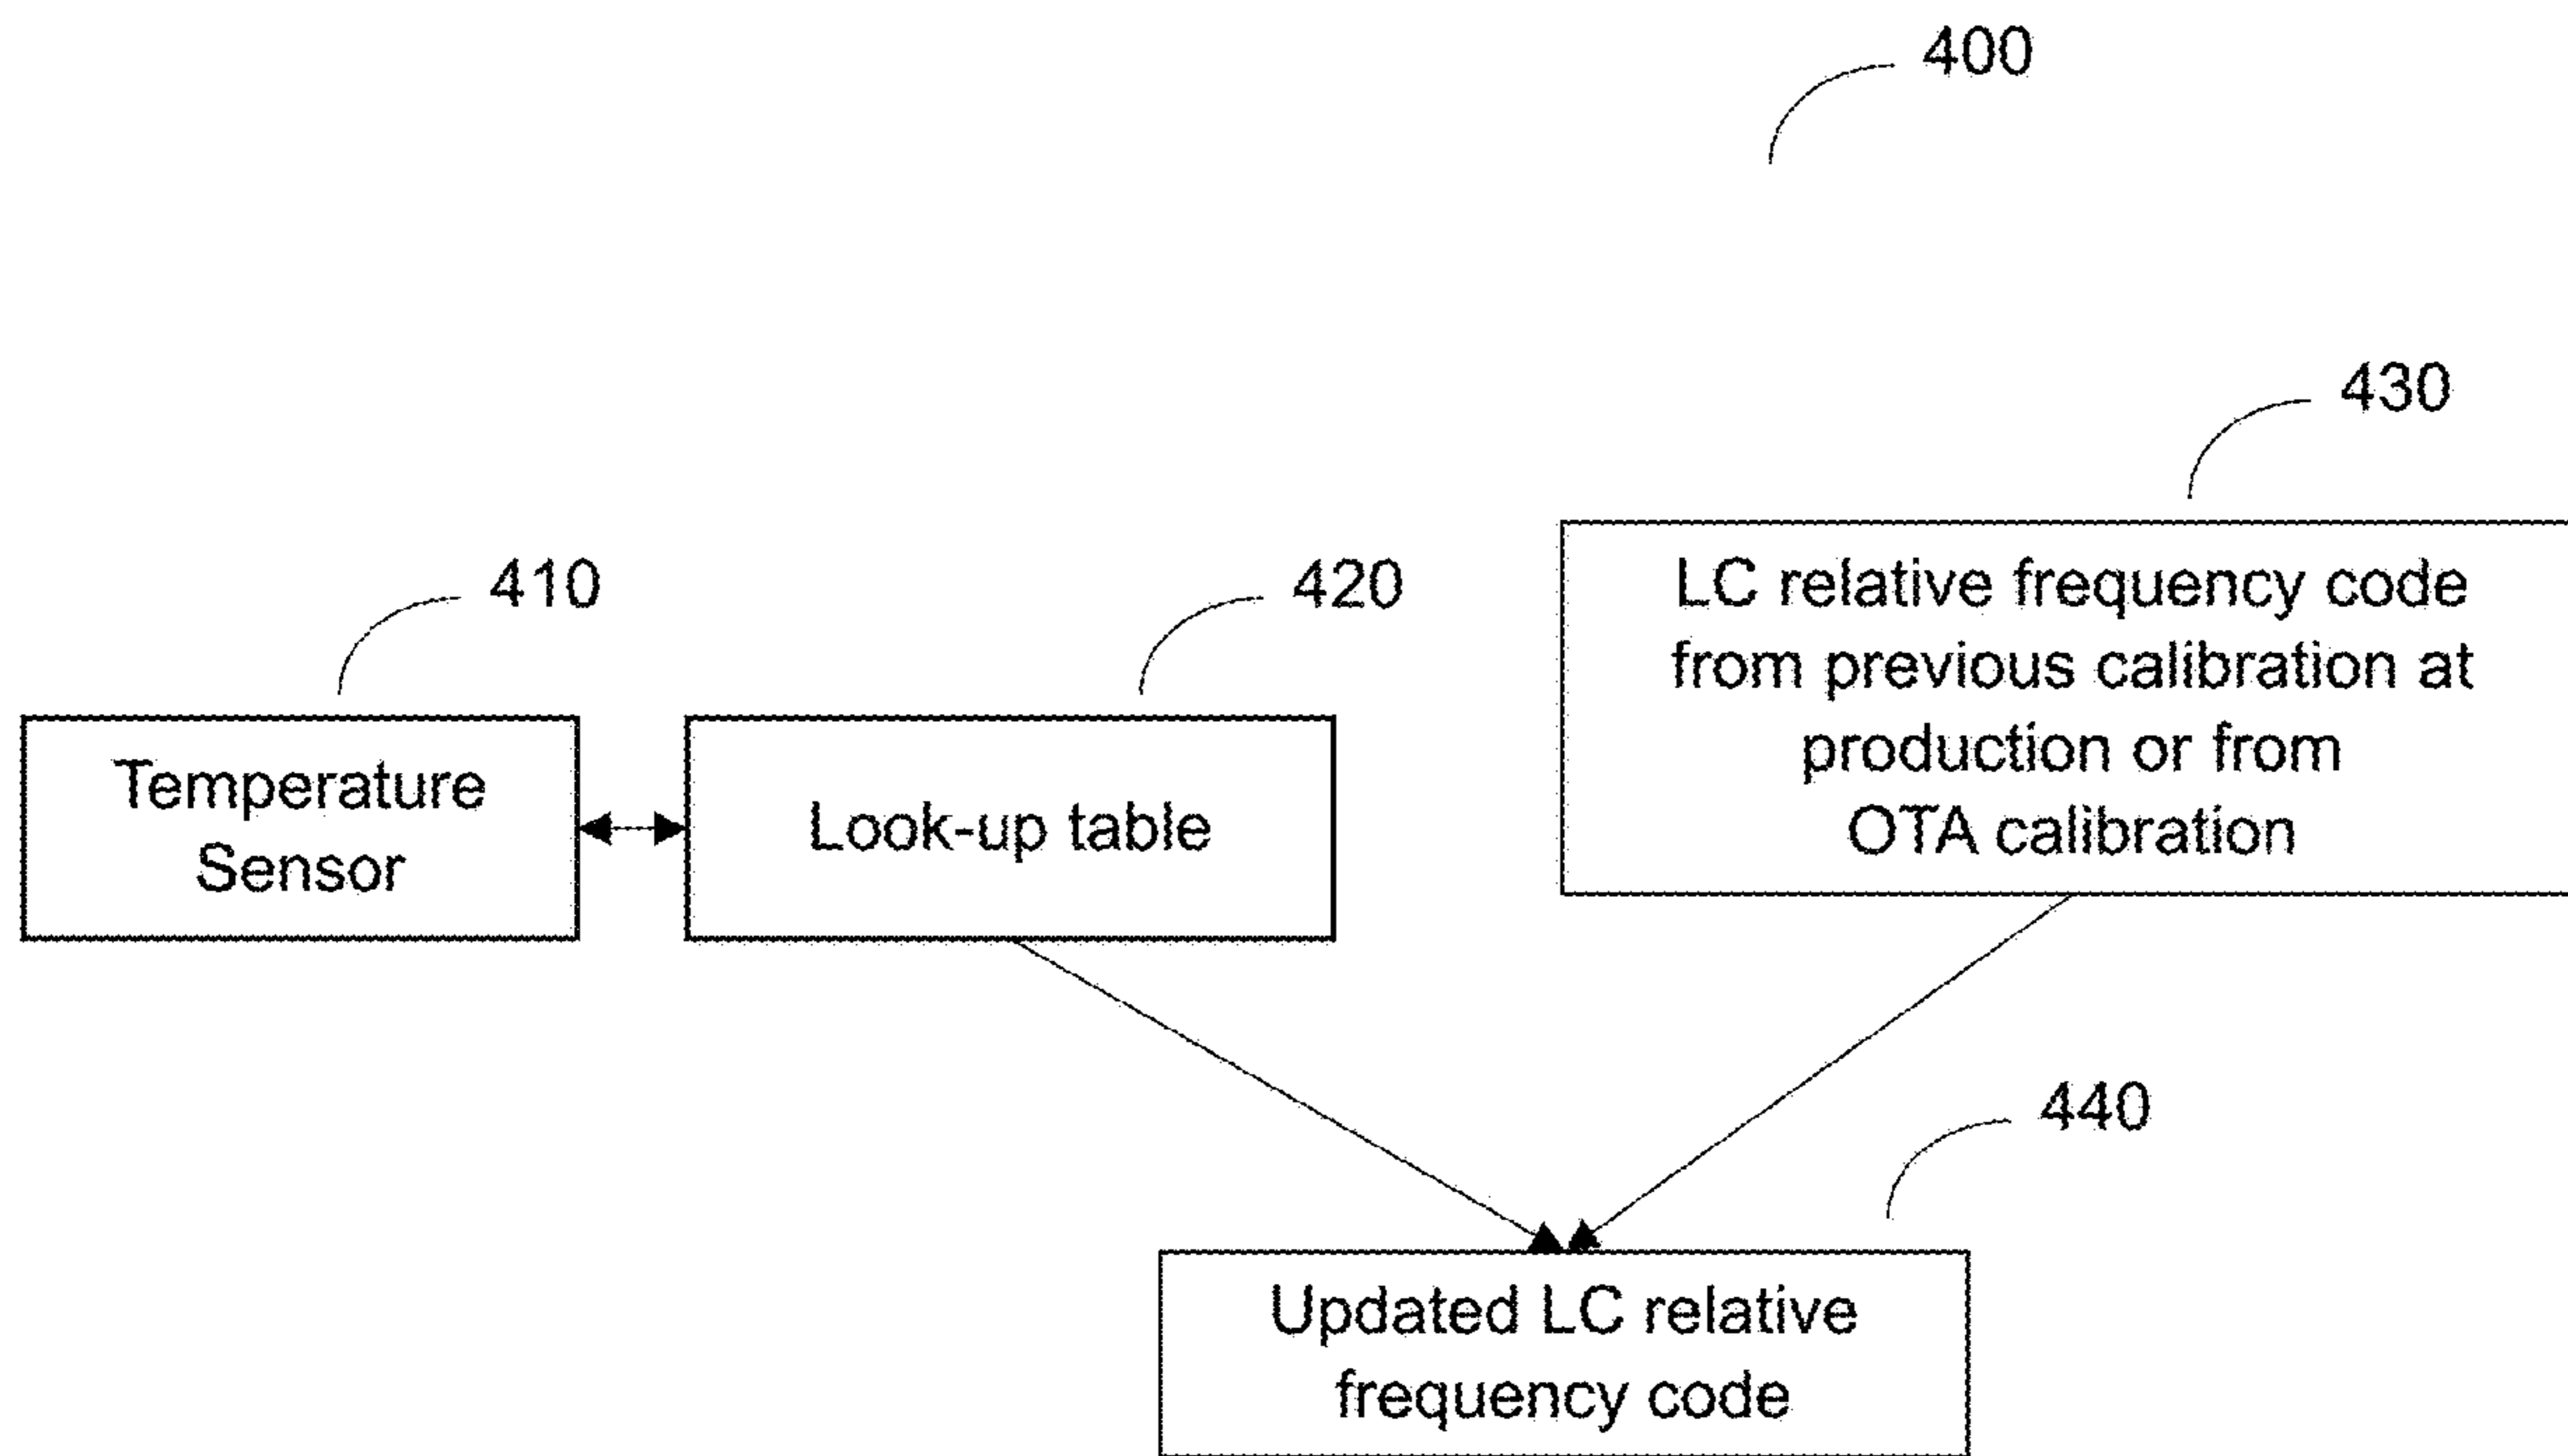 400
430
LC relative frequency code
from previous calibration at
production or from
OTA calibration
410
420
Temperature
Sensor
Look-up table
440
Updated LC relative
frequency code